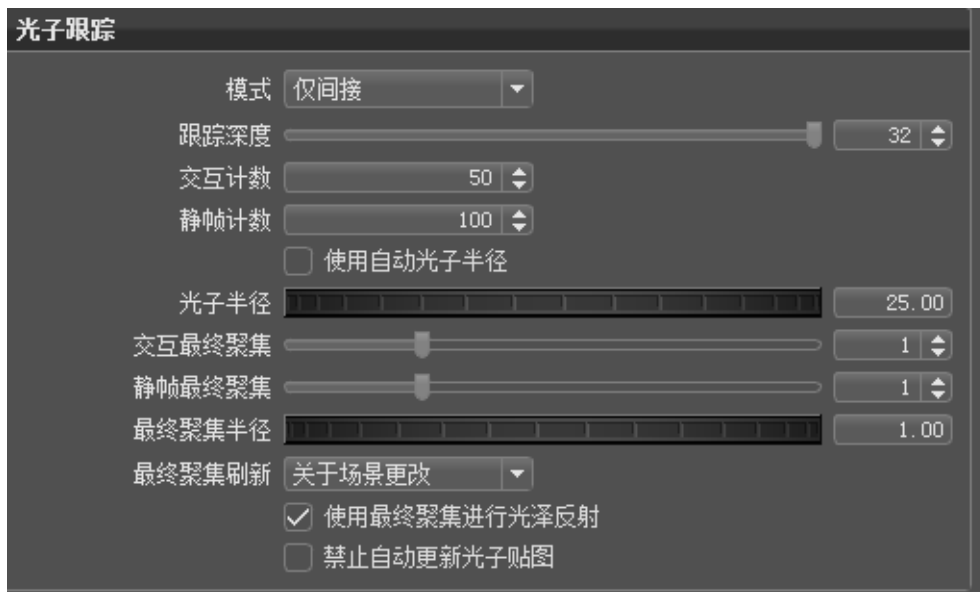 光子跟踪
模式 仅间接
跟踪深度 32
交互计数 50
静帧计数 100
使用自动光子半径
光子半径 25.00
交互最终聚集 1
静帧最终聚集 1
最终聚集半径 1.00
最终聚集刷新 关于场景更改
使用最终聚集进行光泽反射
禁止自动更新光子贴图